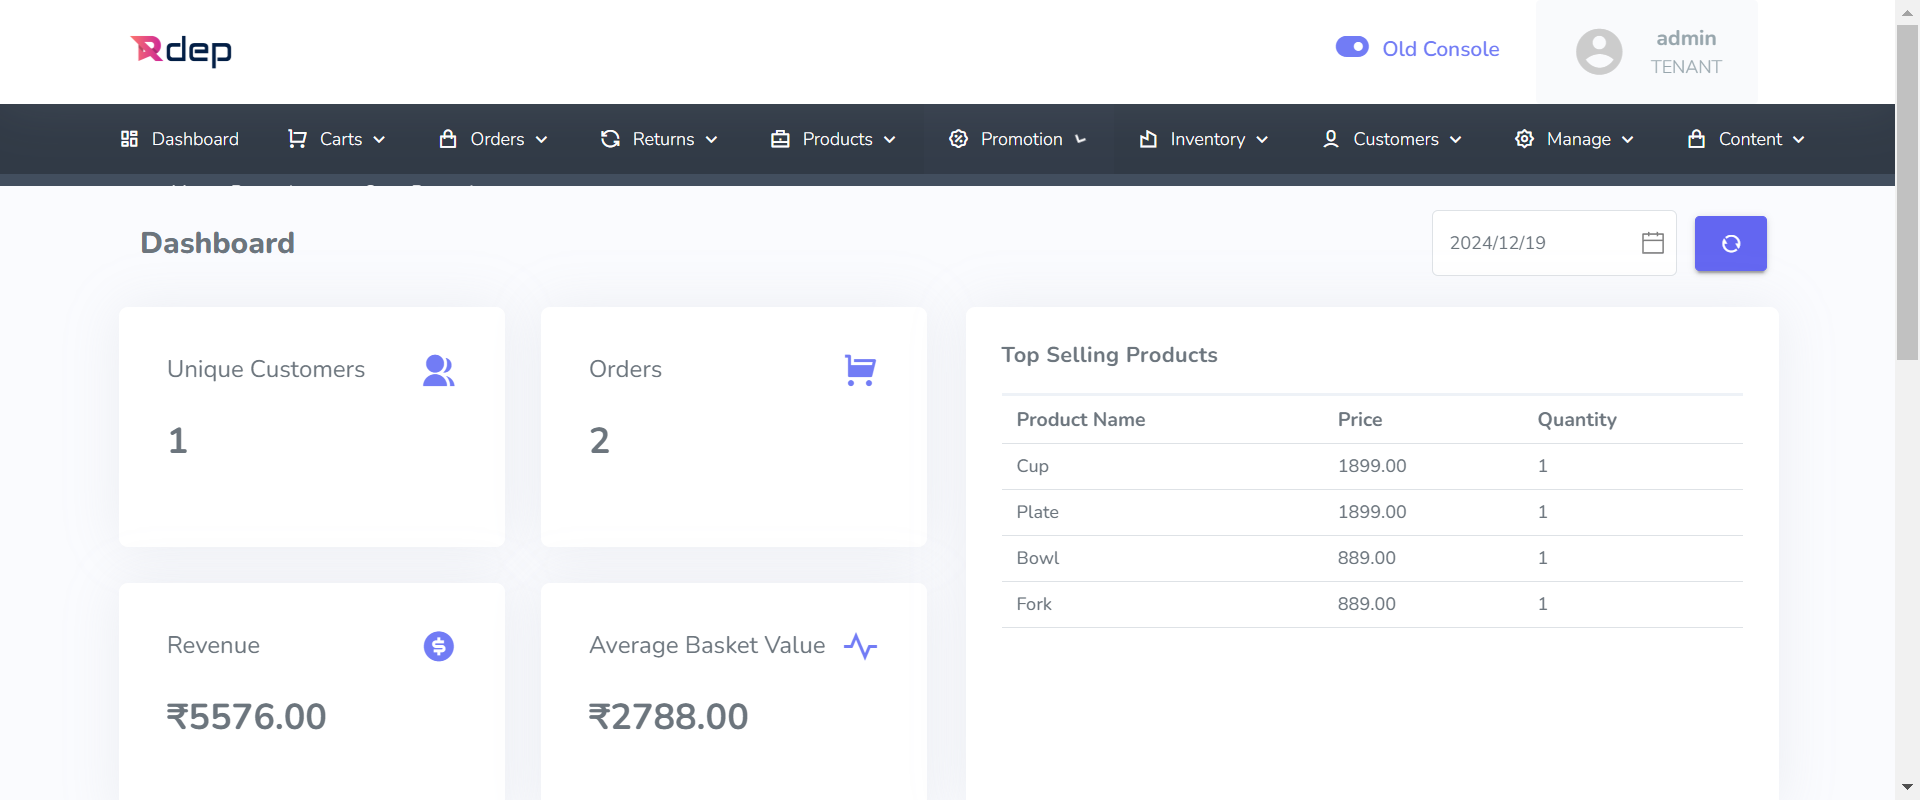 Rdep
Old Console
admin
TENANT
Dashboard Carts Orders Returns Products Promotion Inventory Customers Manage Content
Dashboard
2024/12/19
Unique Customers
1
Orders
2
Revenue
₹5576.00
Average Basket Value
₹2788.00
Top Selling Products
Product Name Price Quantity
Cup 1899.00 1
Plate 1899.00 1
Bowl 889.00 1
Fork 889.00 1